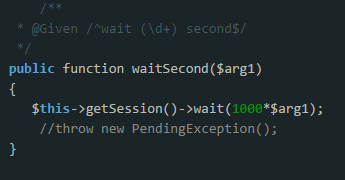 /**
* @Given /^wait (\d+) second$/
*/
public function waitSecond($arg1)
{
$this->getSession()->wait(1000*$arg1);
//throw new PendingException();
}